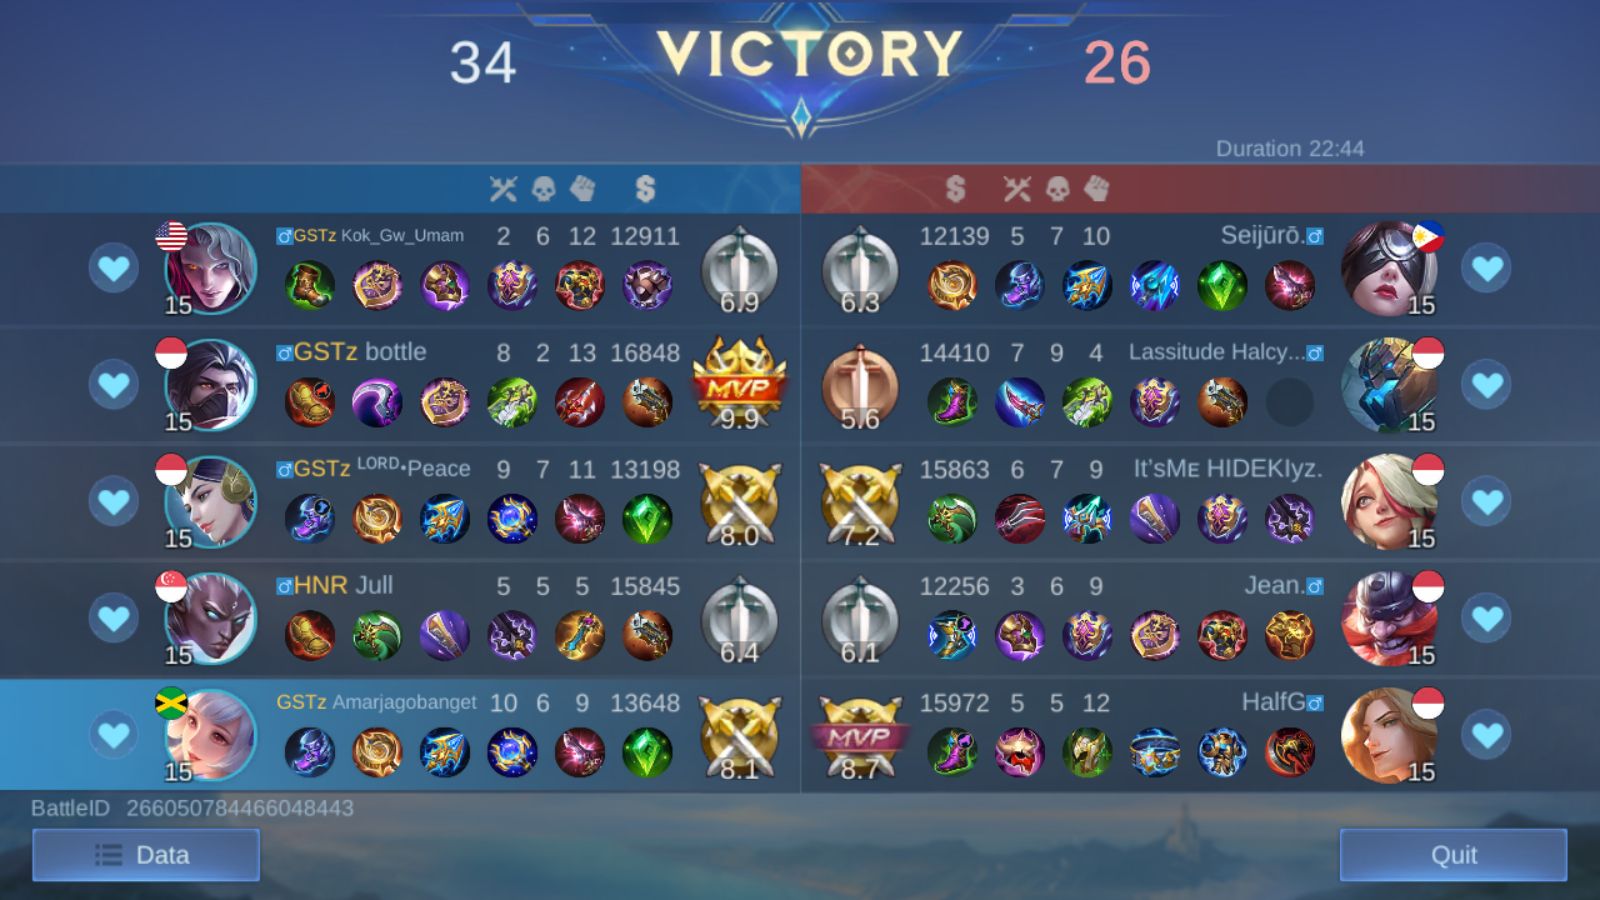 34 VICTORY 26
Duration 22:44
GSTz Kok_Gw_Umam 2 6 12 12911 15 6.9
12139 5 7 10 Seijūrō. 6.3 15
GSTz bottle 8 2 13 16848 15 MVP 9.9
14410 7 9 4 Lassitude Halcy... 5.6 15
GSTz ᴸᴼᴿᴰ•Peace 9 7 11 13198 15 8.0
15863 6 7 9 It'sMᴇ HIDEKIyz. 7.2 15
HNR Jull 5 5 5 15845 15 6.4
12256 3 6 9 Jean. 6.1 15
GSTz Amarjagobanget 10 6 9 13648 15 8.1
15972 5 5 12 HalfG MVP 8.7 15
BattleID 266050784466048443
Data
Quit